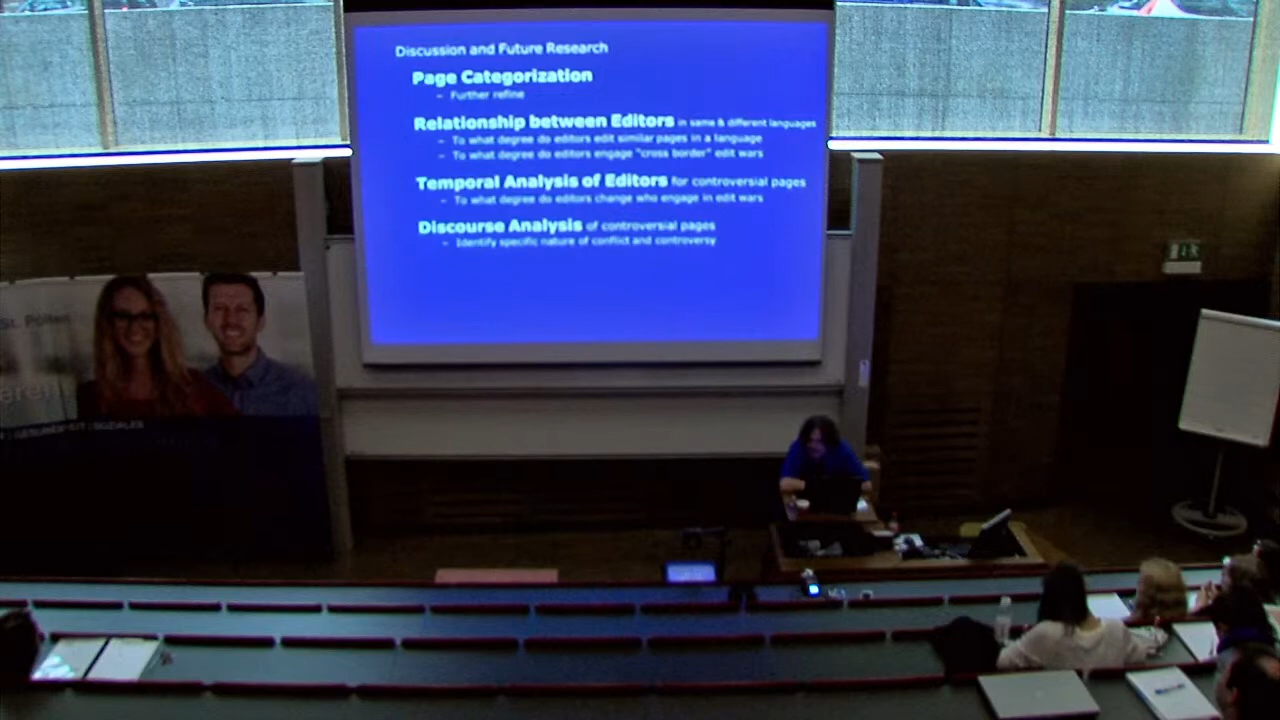 Discussion and Future Research
Page Categorization
– Further refine
Relationship between Editors in same & different languages
– To what degree do editors edit similar pages in a language
– To what degree do editors engage "cross border" edit wars
Temporal Analysis of Editors for controversial pages
– To what degree do editors change who engage in edit wars
Discourse Analysis of controversial pages
– Identify specific nature of conflict and controversy
St. Pölten
| GESUNDHEIT | SOZIALES